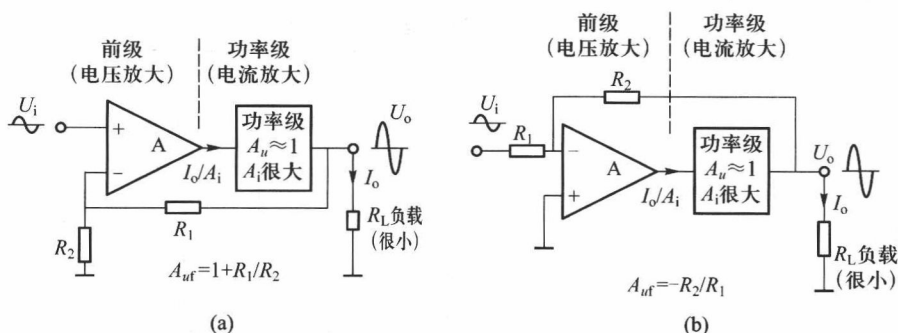 前级
(电压放大)
功率级
(电流放大)
U_i
+
A
−
I_o/A_i
功率级
A_u≈1
A_i很大
U_o
I_o
R_1
R_L负载
(很小)
R_2
A_uf=1+R_1/R_2
(a)
前级
(电压放大)
功率级
(电流放大)
R_2
U_i
R_1
−
A
+
I_o/A_i
功率级
A_u≈1
A_i很大
U_o
I_o
R_L负载
(很小)
A_uf=−R_2/R_1
(b)